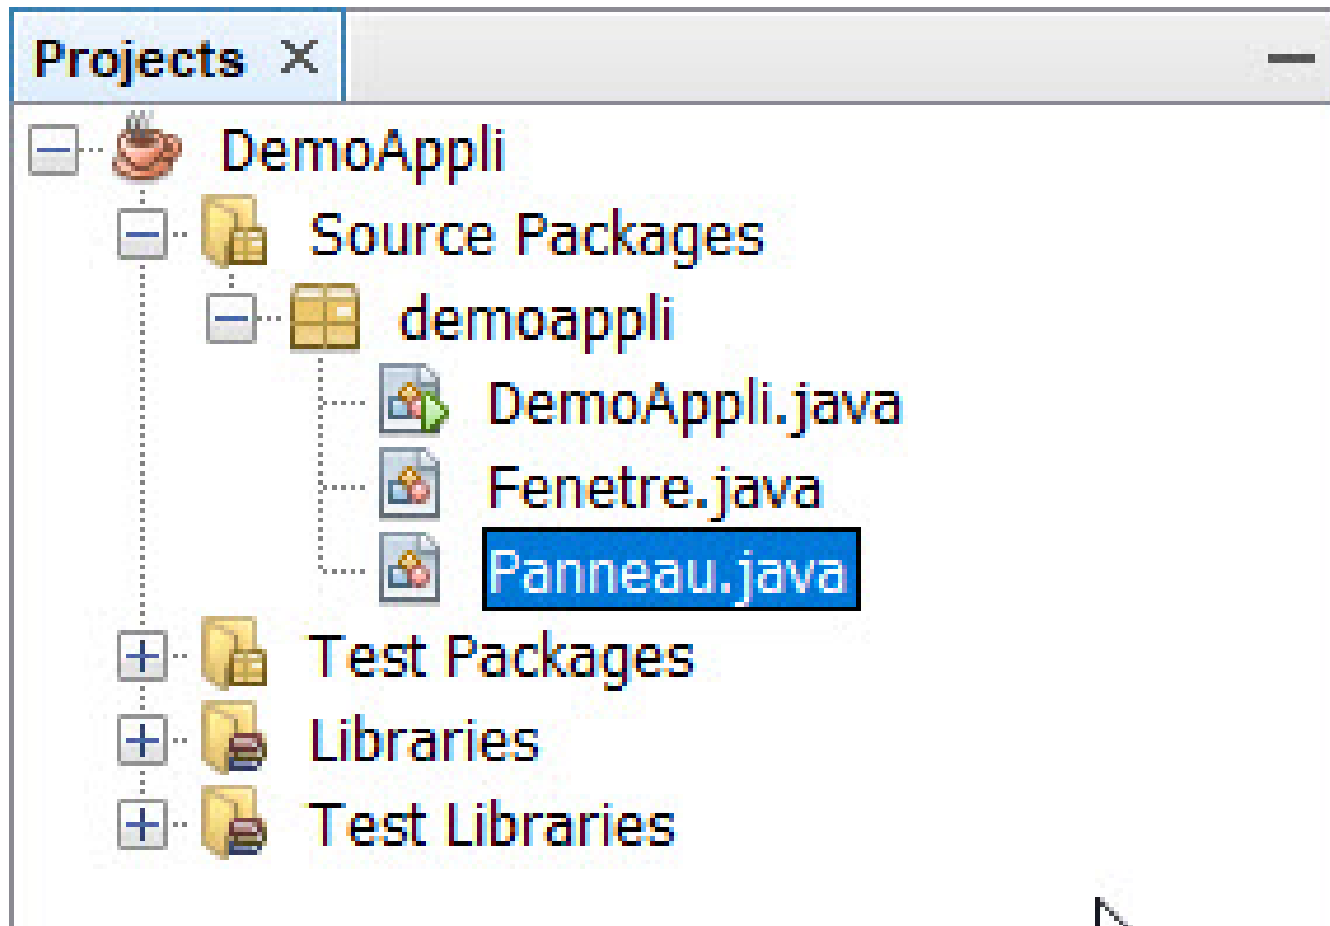 Projects
DemoAppli
Source Packages
demoappli
DemoAppli.java
Fenetre.java
Panneau.java
Test Packages
Libraries
Test Libraries